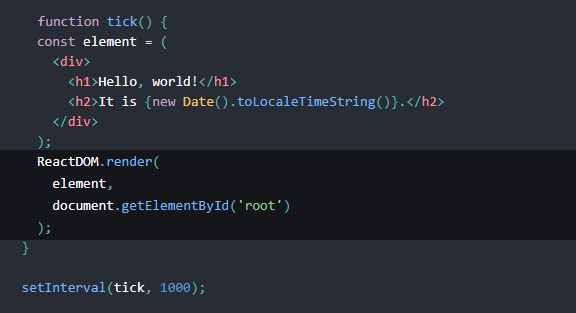 function tick() {
const element = (
<div>
<h1>Hello, world!</h1>
<h2>It is {new Date().toLocaleTimeString()}.</h2>
</div>
);
ReactDOM.render(
element,
document.getElementById('root')
);
}
setInterval(tick, 1000);